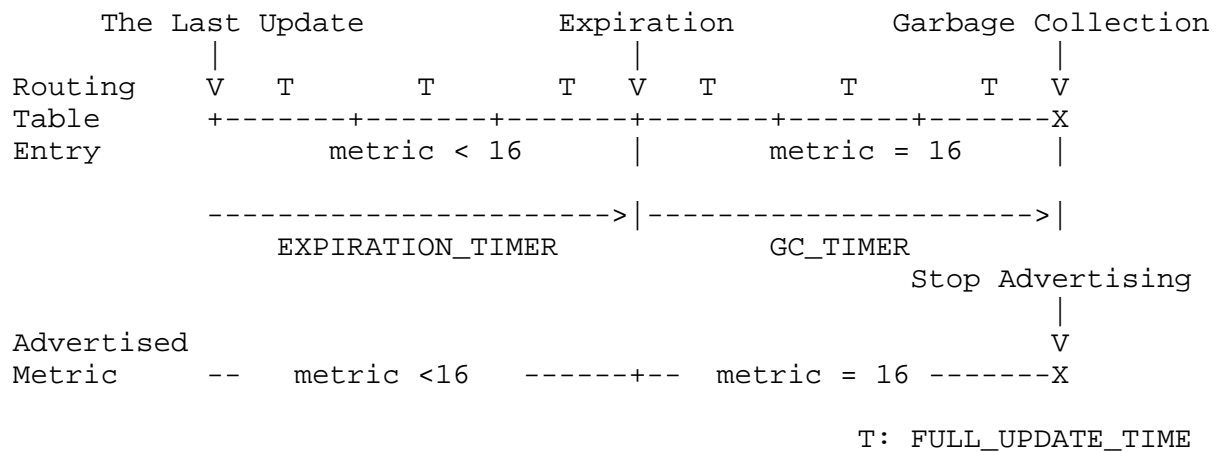 The Last Update           Expiration         Garbage Collection
           |                       |                       |
Routing    V   T       T       T   V   T       T       T   V
Table      +-------+-------+-------+-------+-------+-------X
Entry             metric < 16      |       metric = 16     |
           ----------------------->|---------------------->|
               EXPIRATION_TIMER            GC_TIMER
                                                   Stop Advertising
                                                           |
Advertised                                                 V
Metric     --   metric <16  ------+--  metric = 16 -------X
                                                T: FULL_UPDATE_TIME